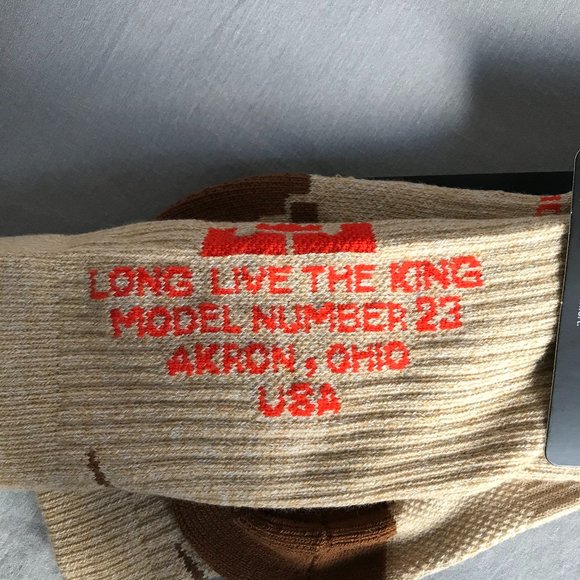 LONG LIVE THE KING
MODEL NUMBER 23
AKRON, OHIO
USA